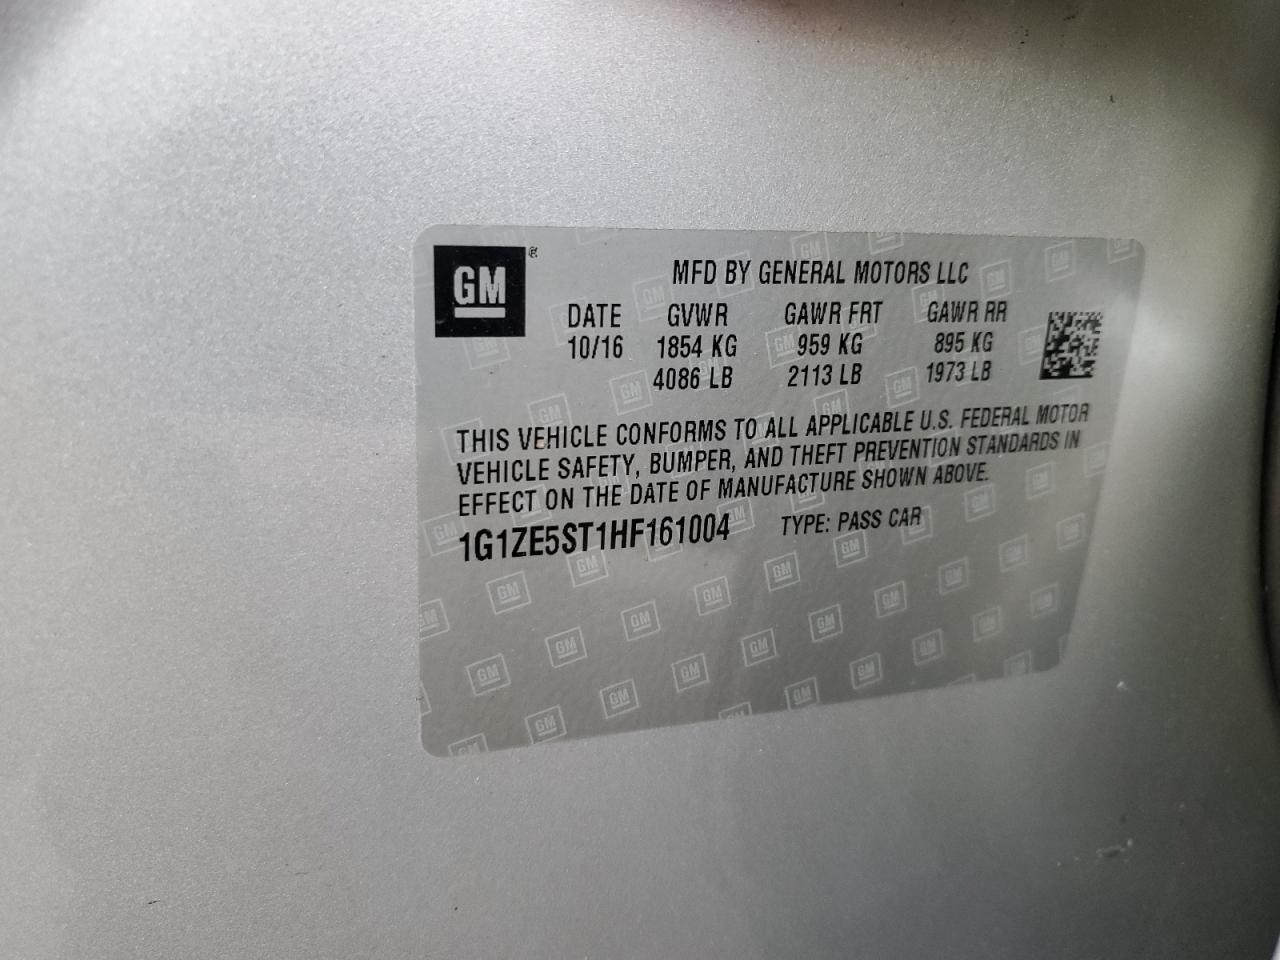 GM®
MFD BY GENERAL MOTORS LLC
DATE GVWR GAWR FRT GAWR RR
10/16 1854 KG 959 KG 895 KG
4086 LB 2113 LB 1973 LB
THIS VEHICLE CONFORMS TO ALL APPLICABLE U.S. FEDERAL MOTOR
VEHICLE SAFETY, BUMPER, AND THEFT PREVENTION STANDARDS IN
EFFECT ON THE DATE OF MANUFACTURE SHOWN ABOVE.
1G1ZE5ST1HF161004 TYPE: PASS CAR